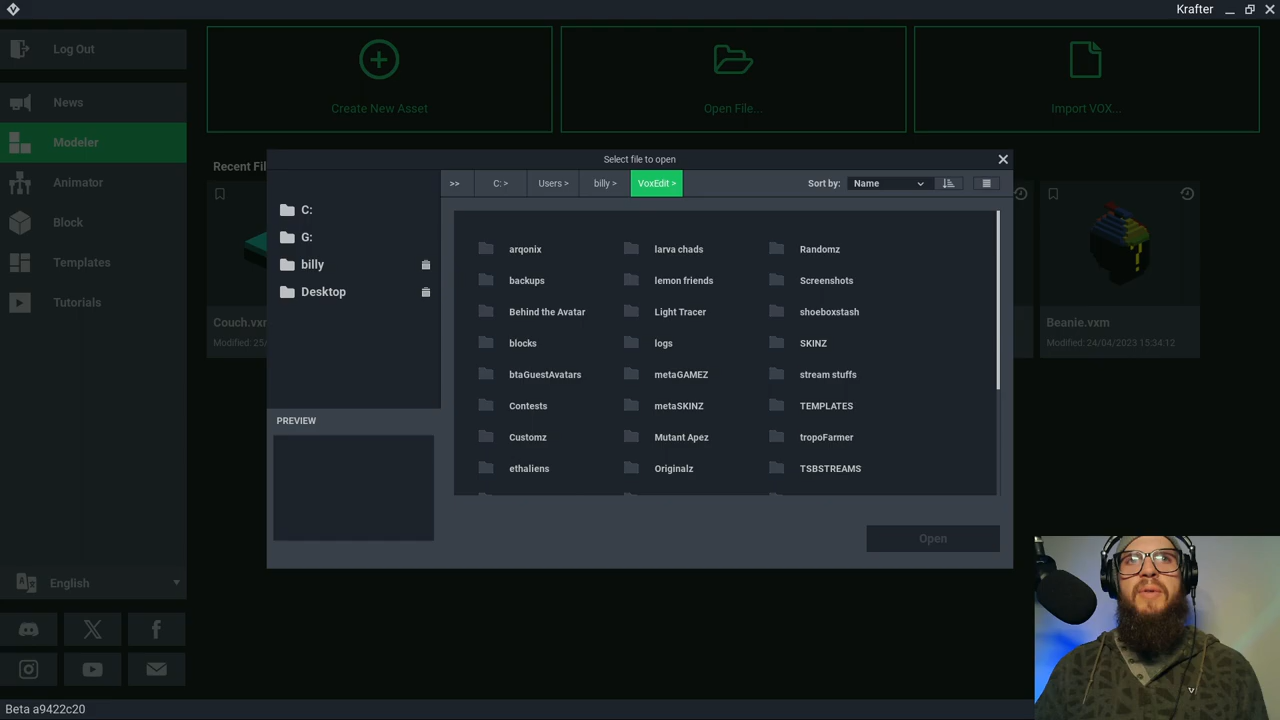 Krafter
Log Out
News
Modeler
Animator
Block
Templates
Tutorials
English
Beta a9422c20
Create New Asset
Open File...
Import VOX...
Recent Fil
Couch.vxr
Modified: 25/
Beanie.vxm
Modified: 24/04/2023 15:34:12
Select file to open
C:
G:
billy
Desktop
PREVIEW
>> C: > Users > billy > VoxEdit >
Sort by: Name
arqonix larva chads Randomz
backups lemon friends Screenshots
Behind the Avatar Light Tracer shoeboxstash
blocks logs SKINZ
btaGuestAvatars metaGAMEZ stream stuffs
Contests metaSKINZ TEMPLATES
Customz Mutant Apez tropoFarmer
ethaliens Originalz TSBSTREAMS
Open